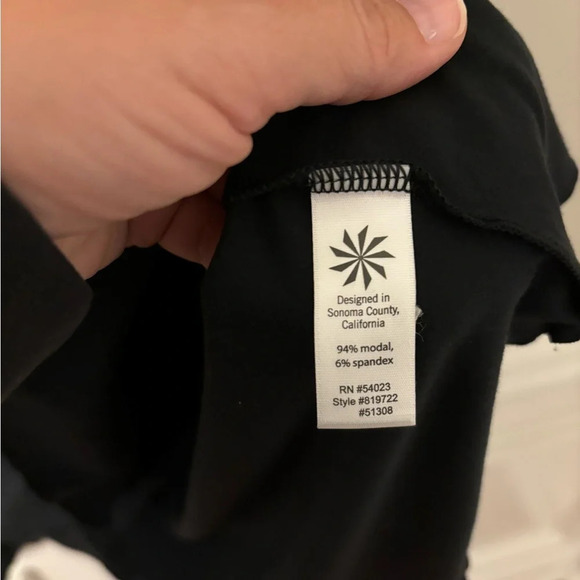 Designed in
Sonoma County,
California
94% modal,
6% spandex
RN #54023
Style #819722
#51308